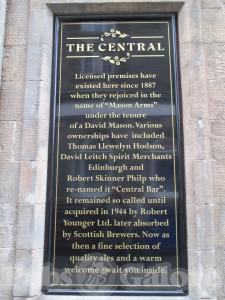 THE CENTRAL
Licensed premises have
existed here since 1887
when they rejoiced in the
name of "Mason Arms"
under the tenure
of a David Mason. Various
ownerships have included
Thomas Llewelyn Hodson,
David Leitch Spirit Merchants
Edinburgh and
Robert Skinner Philp who
re-named it "Central Bar".
It remained so called until
acquired in 1944 by Robert
Younger Ltd. later absorbed
by Scottish Brewers. Now as
then a fine selection of
quality ales and a warm
welcome await you inside.